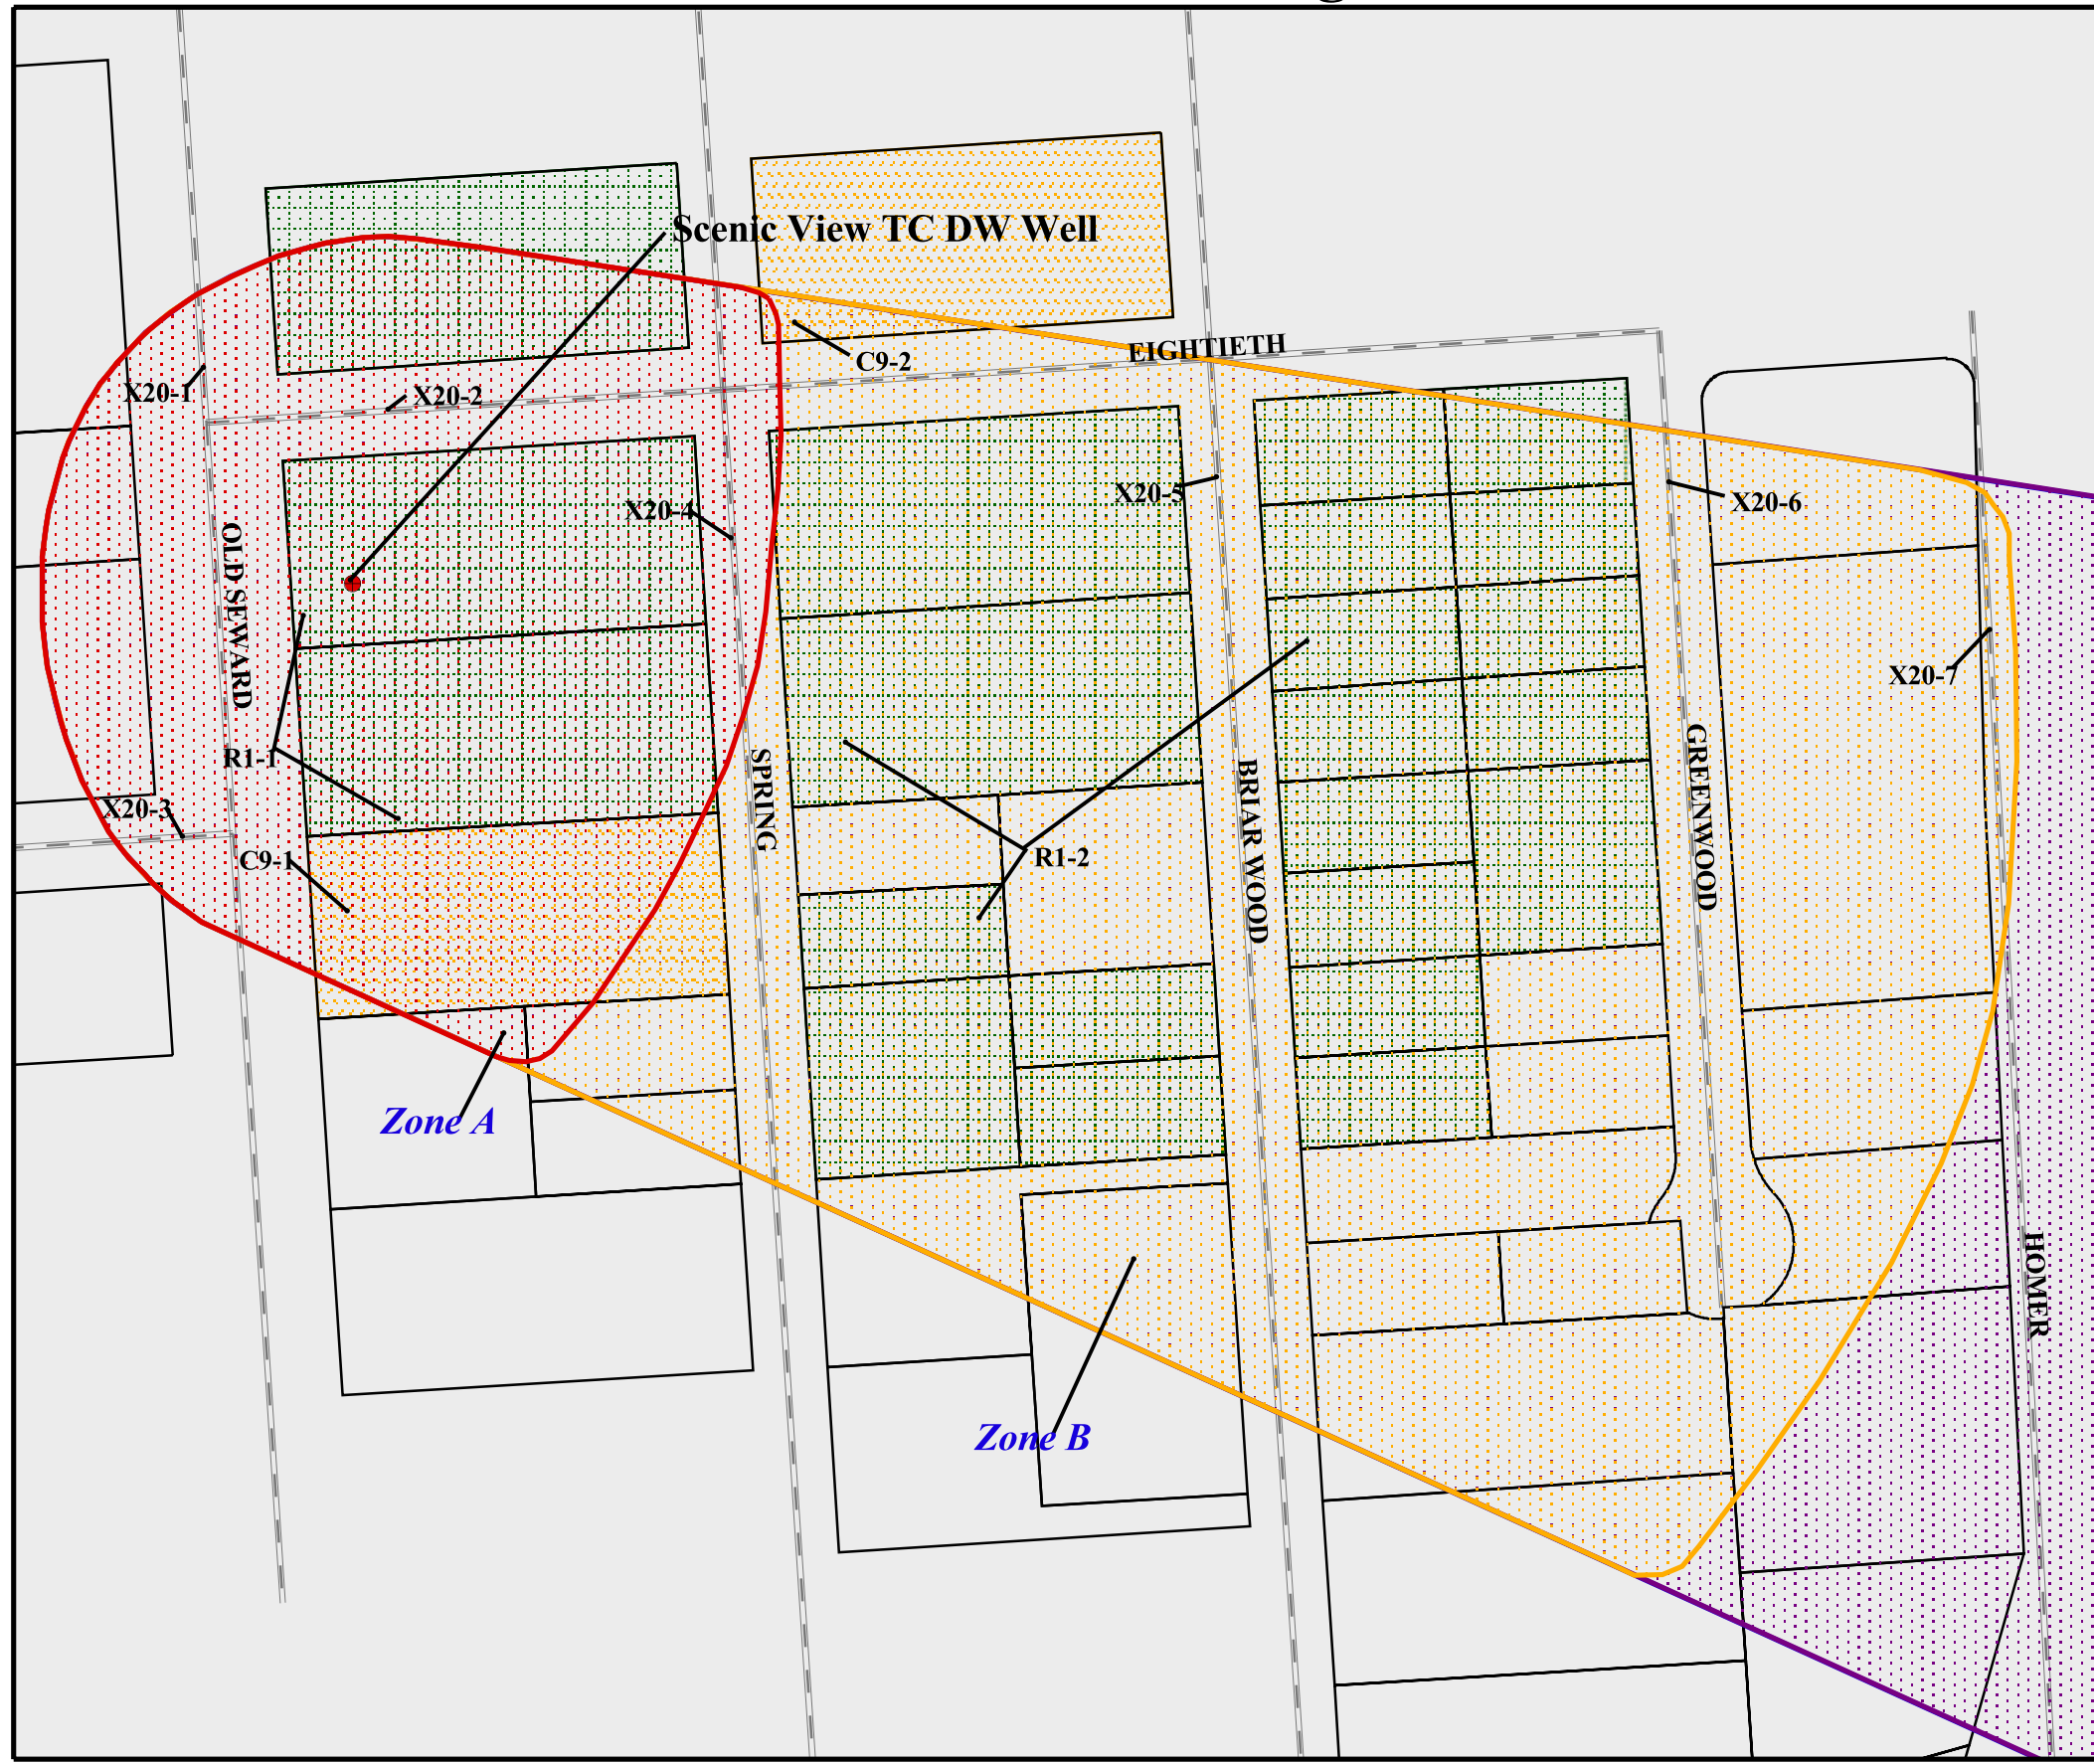 Scenic View TC DW Well
EIGHTIETH
C9-2
X20-1
X20-2
X20-4
X20-5
X20-6
OLD SEWARD
X20-7
R1-1
SPRING
BRIAR WOOD
GREENWOOD
X20-3
C9-1
R1-2
Zone A
HOMER
Zone B